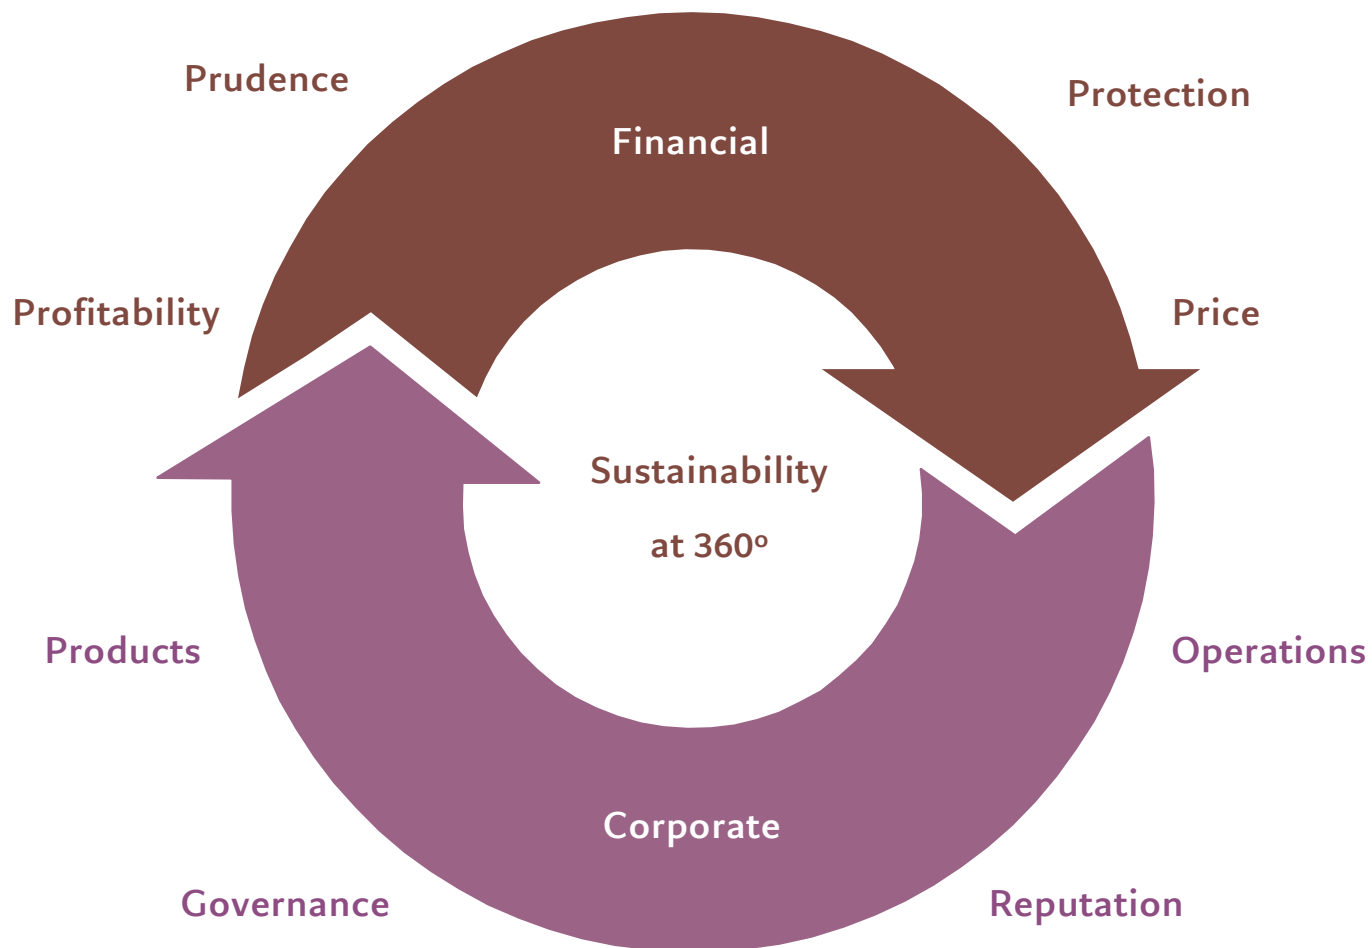 Prudence
Protection
Financial
Profitability
Price
Sustainability
at 360º
Products
Operations
Corporate
Governance
Reputation